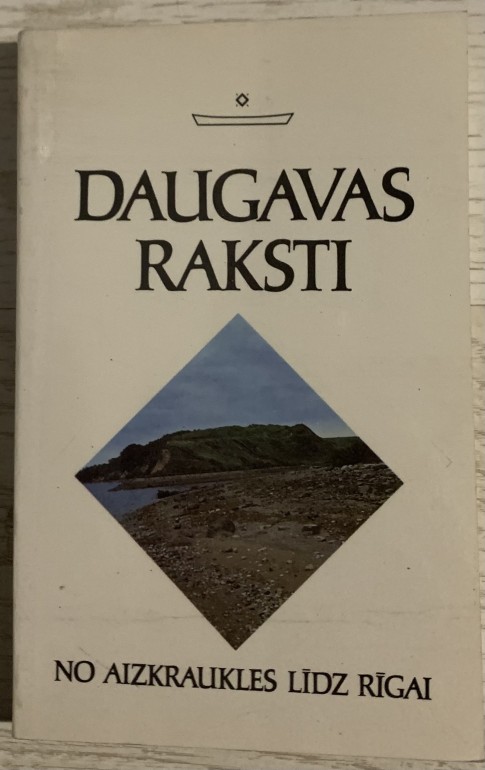 DAUGAVAS
RAKSTI
NO AIZKRAUKLES LĪDZ RĪGAI